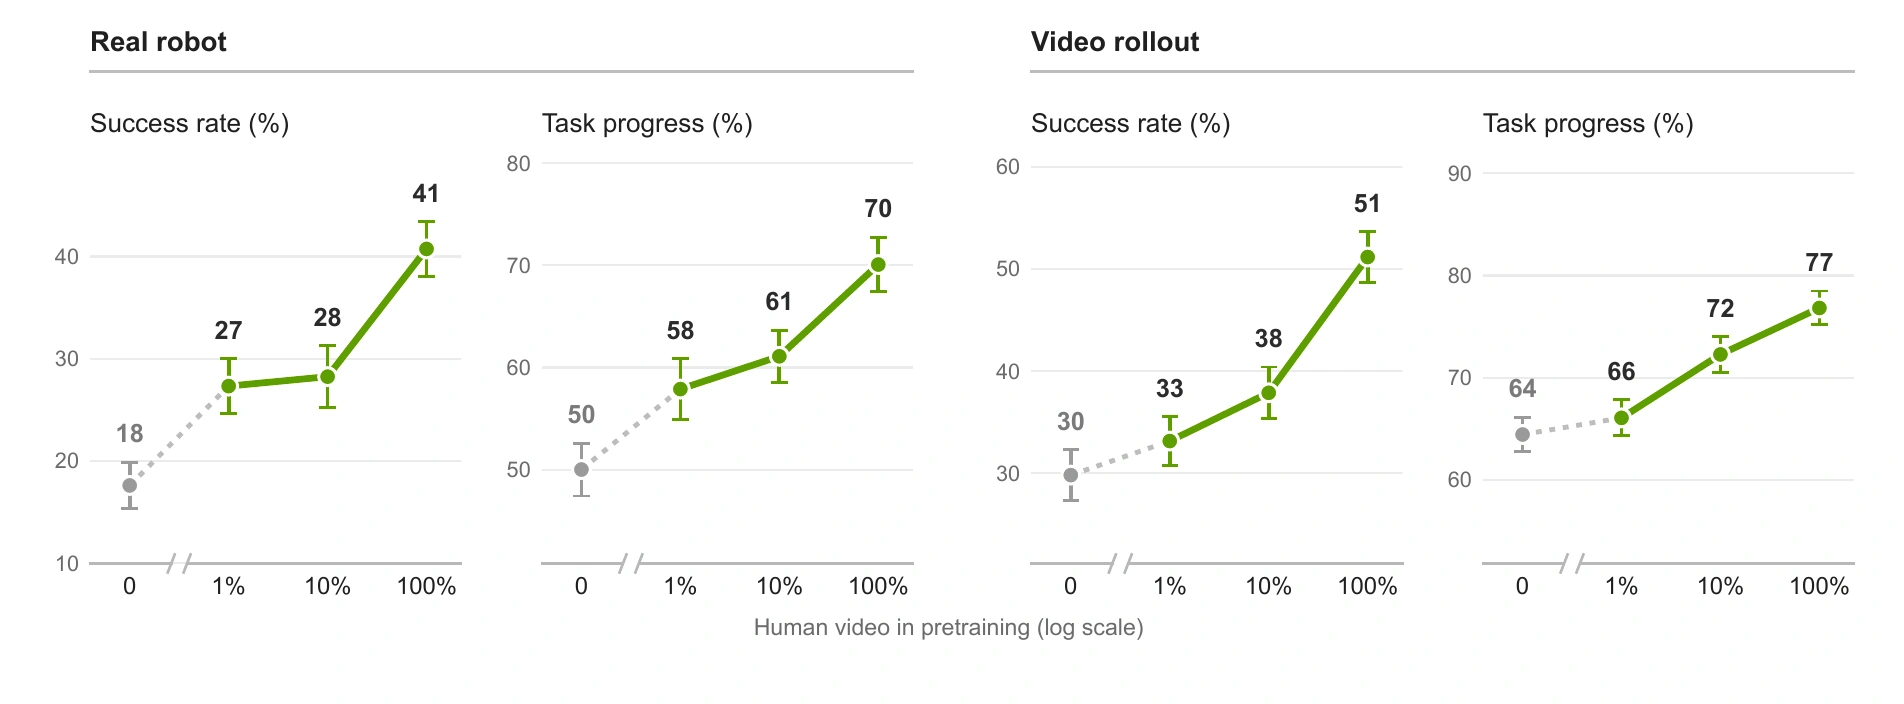 Real robot
Success rate (%)
41
40
28
27
30
18
20
10
0 1% 10% 100%
Task progress (%)
80
70
70
61
58
60
50
50
0 1% 10% 100%
Video rollout
Success rate (%)
60
51
50
38
40
33
30
30
0 1% 10% 100%
Task progress (%)
90
77
80
72
66
64
70
60
0 1% 10% 100%
Human video in pretraining (log scale)